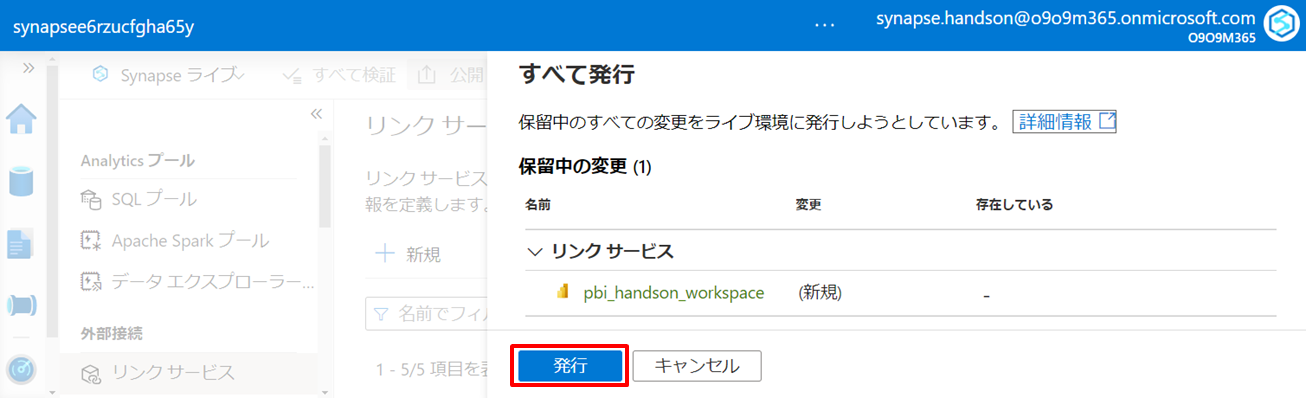 synapsee6rzucfgha65y
...
synapse.handson@o9o9m365.onmicrosoft.com
O9O9M365
Synapse ライブ
すべて検証
公開
Analytics プール
SQL プール
Apache Spark プール
データ エクスプローラー...
外部接続
リンク サービス
リンク サー
リンク サービス
報を定義します。
新規
名前でフィル
1 - 5/5 項目を表
すべて発行
保留中のすべての変更をライブ環境に発行しようとしています。 詳細情報
保留中の変更 (1)
名前 変更 存在している
リンク サービス
pbi_handson_workspace (新規) -
発行 キャンセル